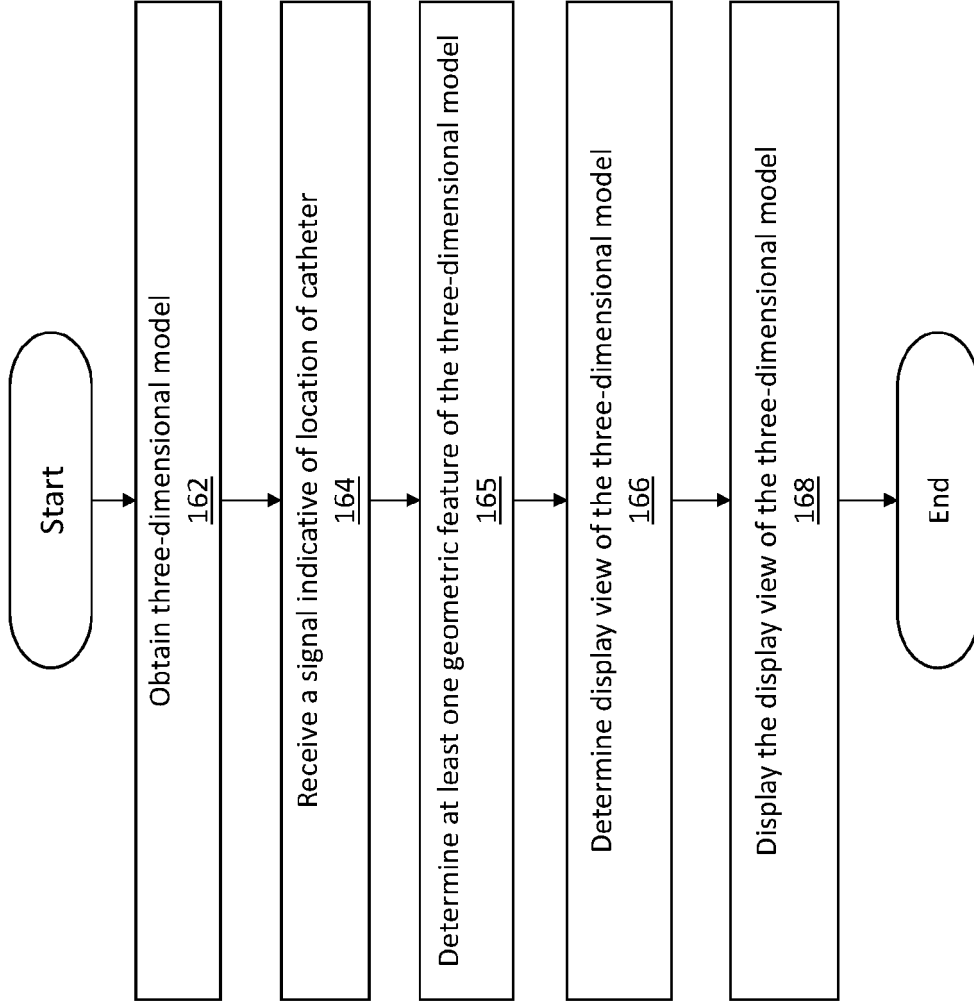 Start
Obtain three-dimensional model
162
Receive a signal indicative of location of catheter
164
Determine at least one geometric feature of the three-dimensional model
165
Determine display view of the three-dimensional model
166
Display the display view of the three-dimensional model
168
End